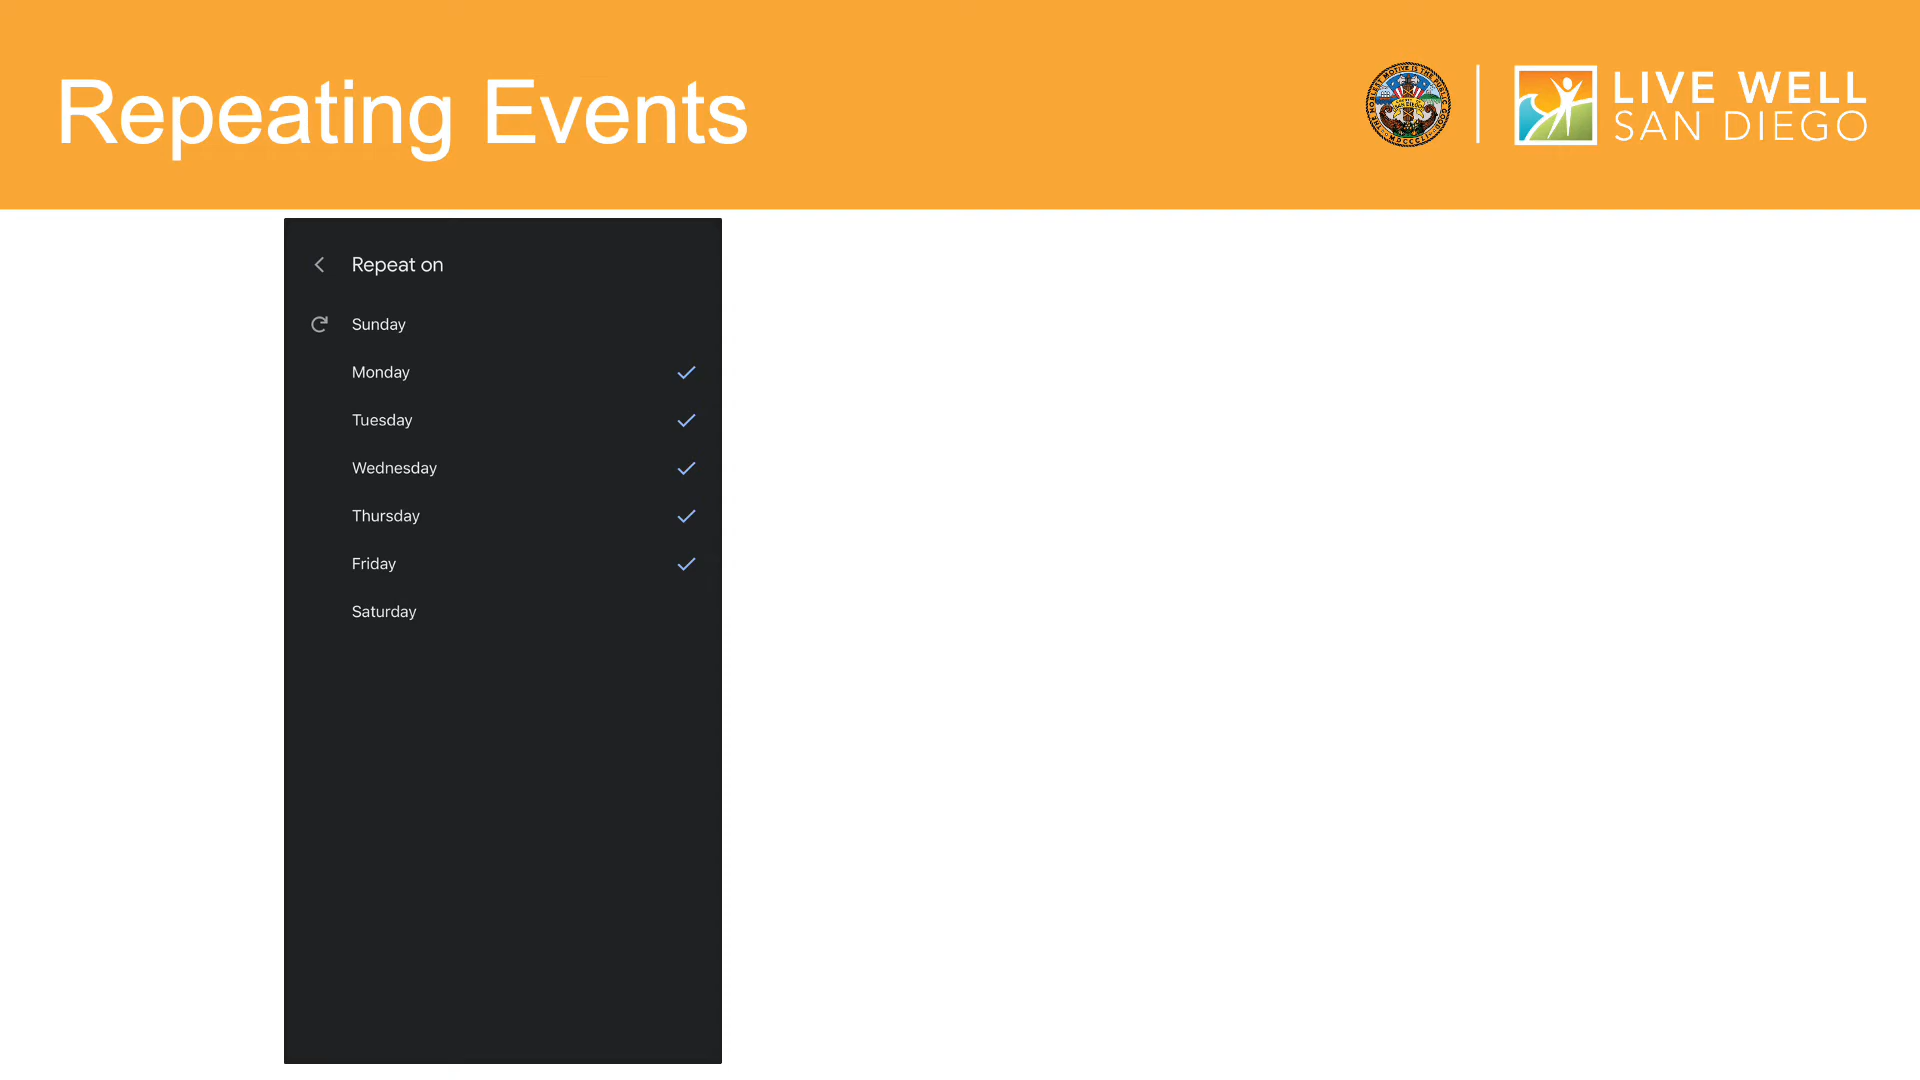 Repeating Events
LIVE WELL
SAN DIEGO
Repeat on
Sunday
Monday
Tuesday
Wednesday
Thursday
Friday
Saturday